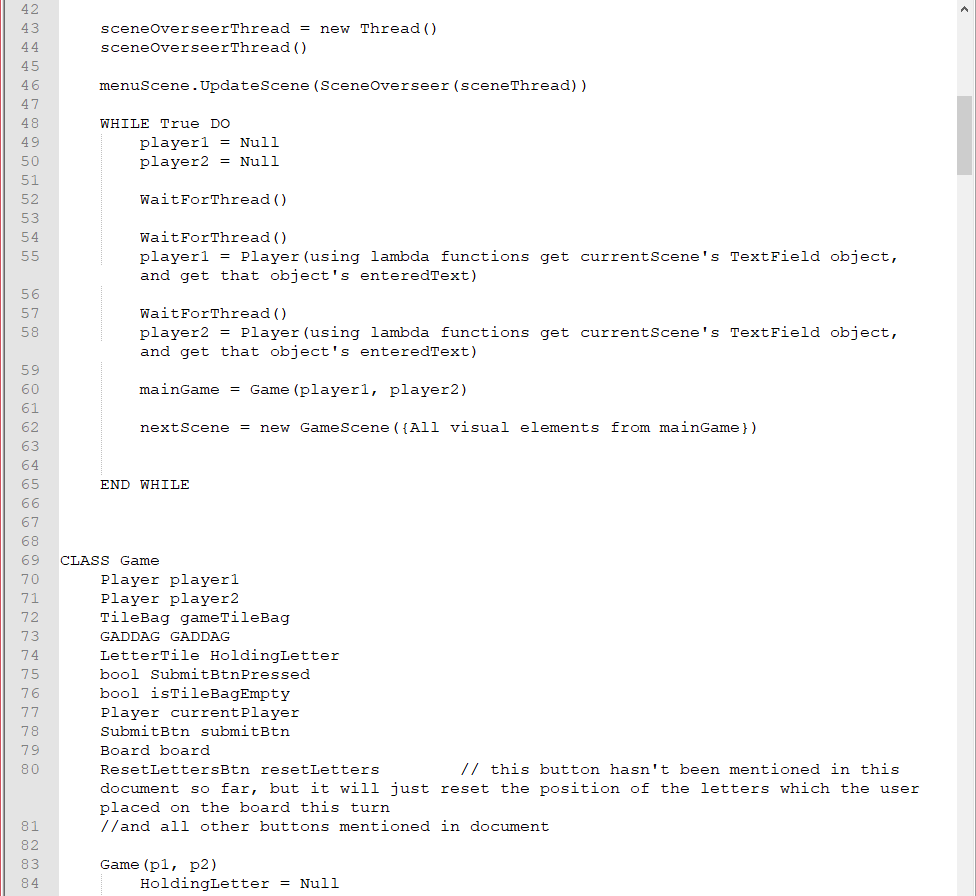 42
43 sceneOverseerThread = new Thread()
44 sceneOverseerThread()
45
46 menuScene.UpdateScene(SceneOverseer(sceneThread))
47
48 WHILE True DO
49 player1 = Null
50 player2 = Null
51
52 WaitForThread()
53
54 WaitForThread()
55 player1 = Player(using lambda functions get currentScene's TextField object,
and get that object's enteredText)
56
57 WaitForThread()
58 player2 = Player(using lambda functions get currentScene's TextField object,
and get that object's enteredText)
59
60 mainGame = Game(player1, player2)
61
62 nextScene = new GameScene({All visual elements from mainGame})
63
64
65 END WHILE
66
67
68
69 CLASS Game
70 Player player1
71 Player player2
72 TileBag gameTileBag
73 GADDAG GADDAG
74 LetterTile HoldingLetter
75 bool SubmitBtnPressed
76 bool isTileBagEmpty
77 Player currentPlayer
78 SubmitBtn submitBtn
79 Board board
80 ResetLettersBtn resetLetters // this button hasn't been mentioned in this
document so far, but it will just reset the position of the letters which the user
placed on the board this turn
81 //and all other buttons mentioned in document
82
83 Game(p1, p2)
84 HoldingLetter = Null